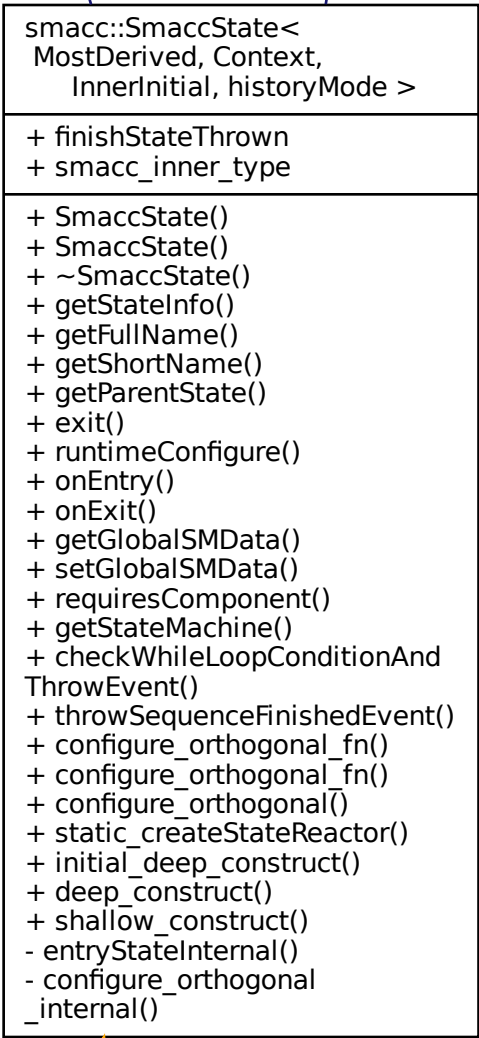 smacc::SmaccState<
MostDerived, Context,
InnerInitial, historyMode >
+ finishStateThrown
+ smacc_inner_type
+ SmaccState()
+ SmaccState()
+ ~SmaccState()
+ getStateInfo()
+ getFullName()
+ getShortName()
+ getParentState()
+ exit()
+ runtimeConfigure()
+ onEntry()
+ onExit()
+ getGlobalSMData()
+ setGlobalSMData()
+ requiresComponent()
+ getStateMachine()
+ checkWhileLoopConditionAnd
ThrowEvent()
+ throwSequenceFinishedEvent()
+ configure_orthogonal_fn()
+ configure_orthogonal_fn()
+ configure_orthogonal()
+ static_createStateReactor()
+ initial_deep_construct()
+ deep_construct()
+ shallow_construct()
- entryStateInternal()
- configure_orthogonal
_internal()